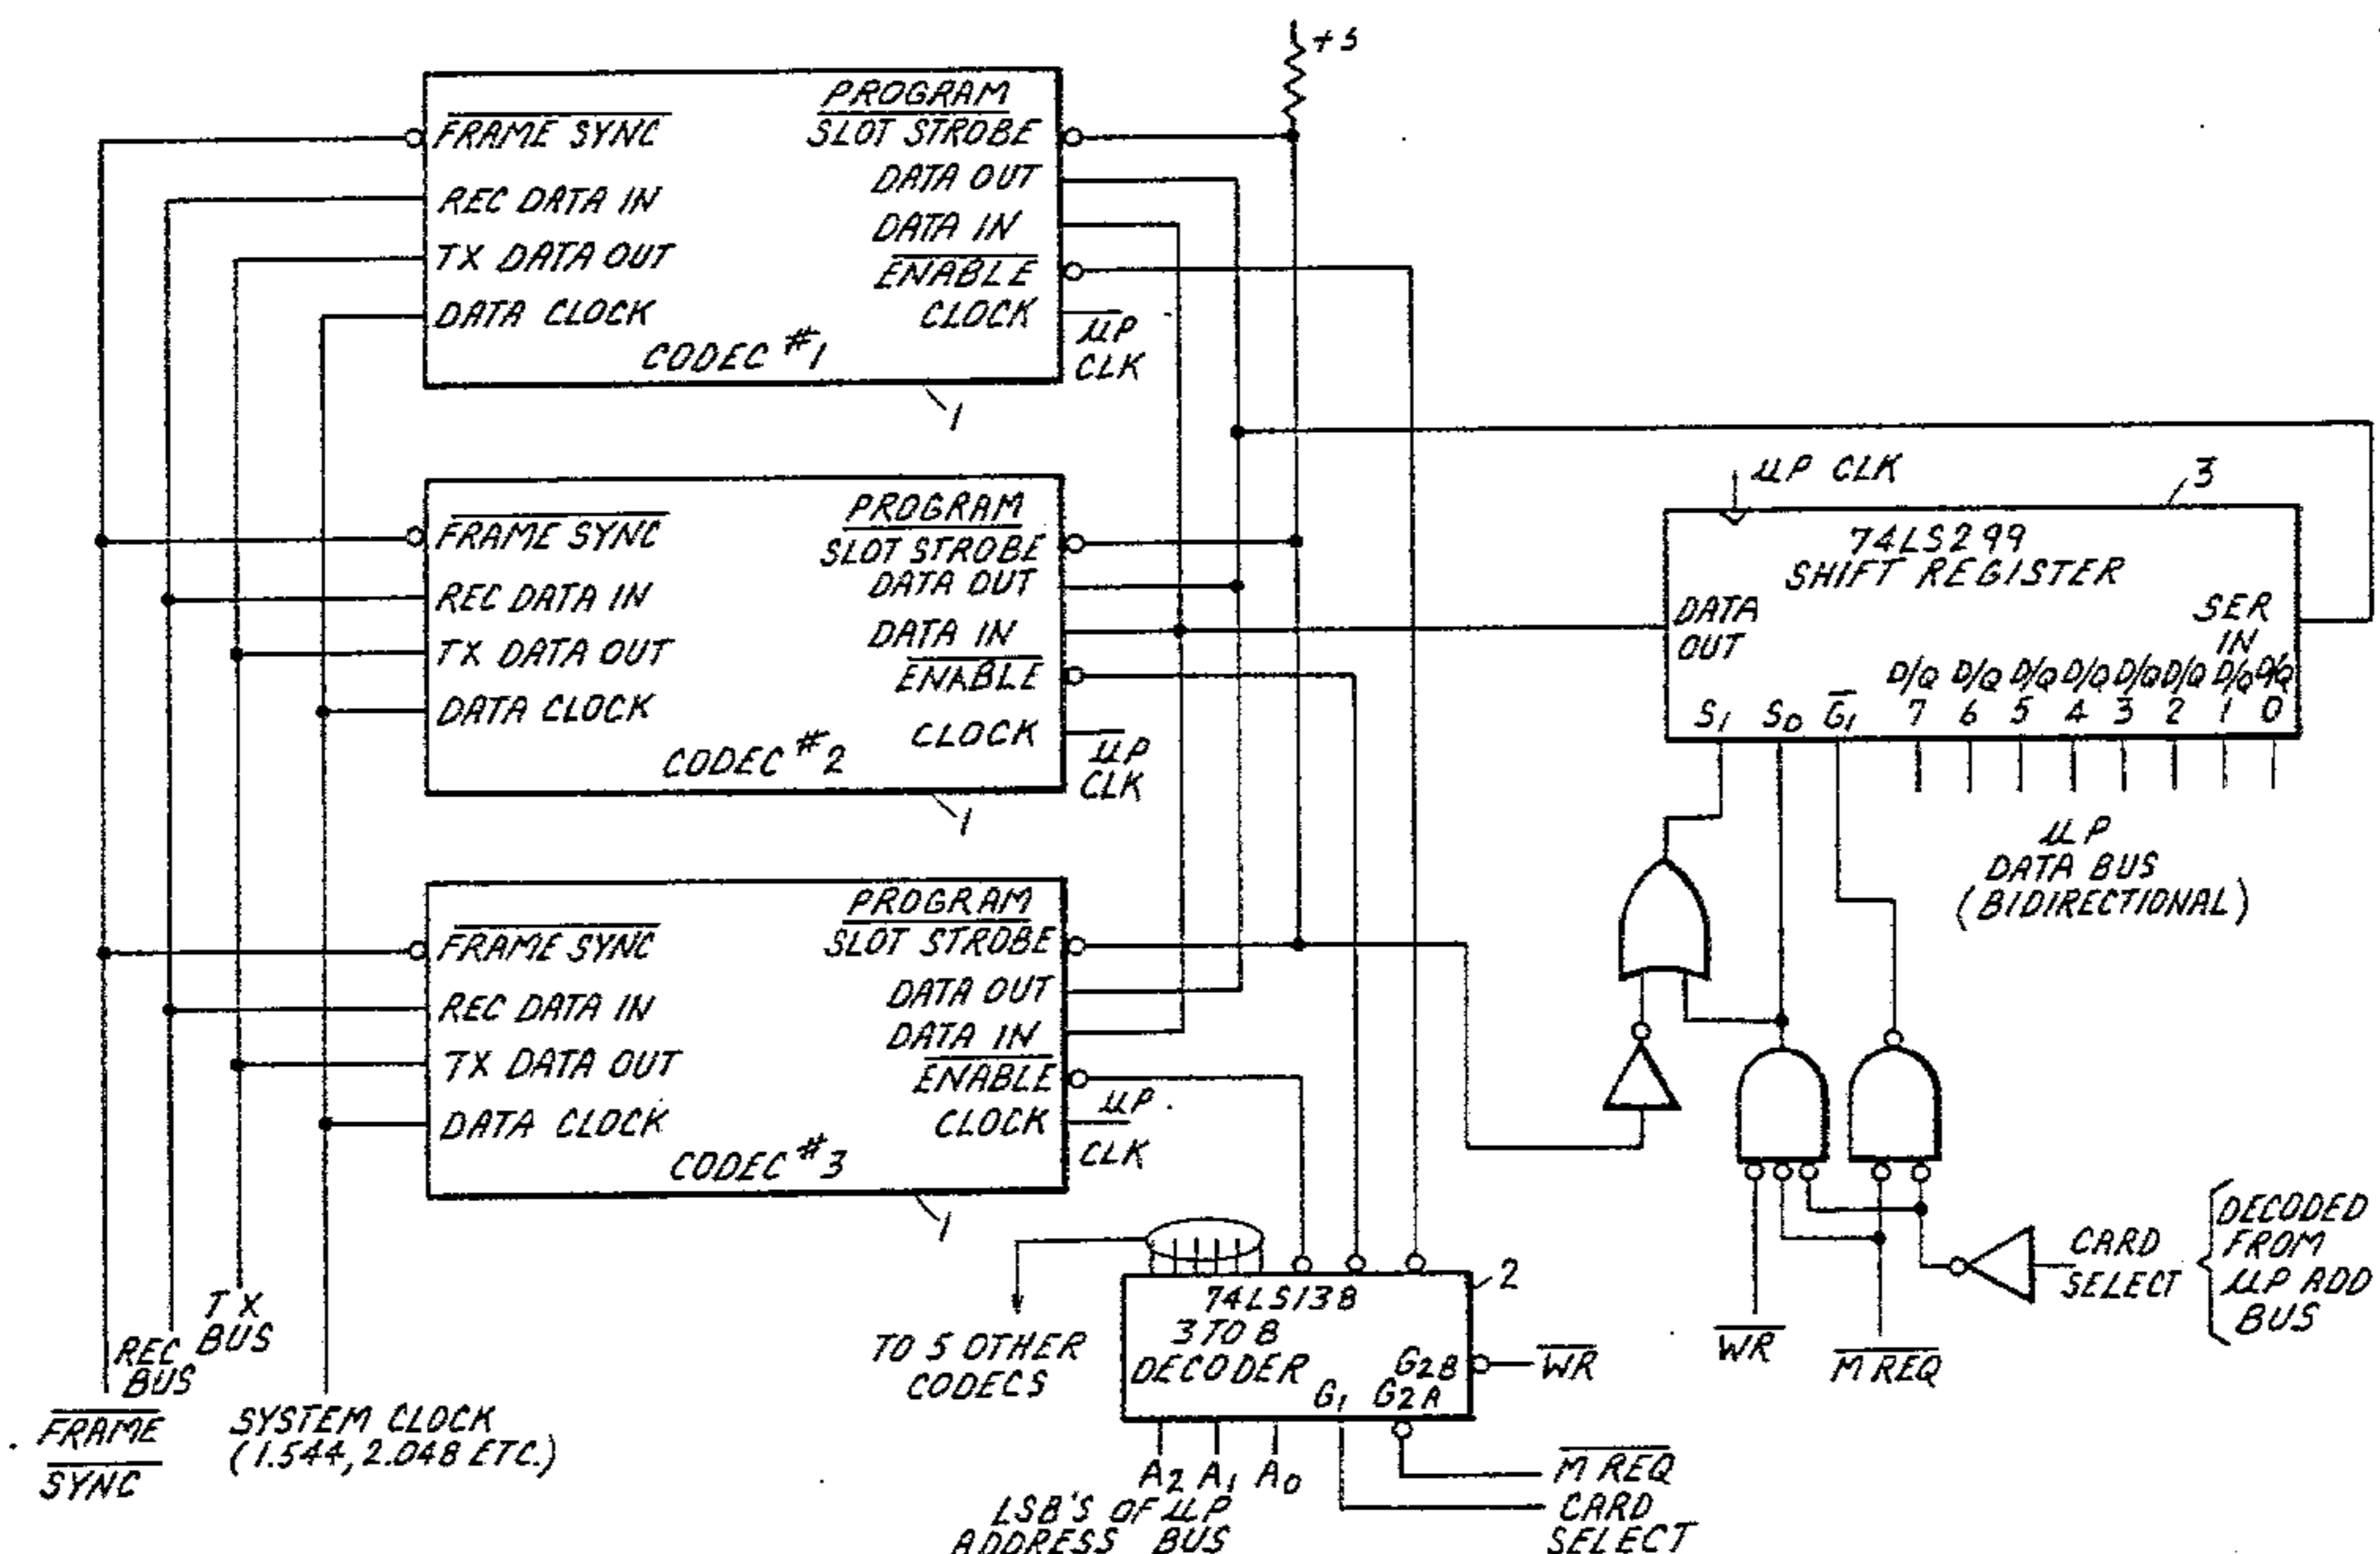 +5
PROGRAM
FRAME SYNC
SLOT STROBE
DATA OUT
REC DATA IN
DATA IN
TX DATA OUT
ENABLE
DATA CLOCK
CLOCK
CODEC #1
µP
CLK
1
PROGRAM
FRAME SYNC
SLOT STROBE
DATA OUT
REC DATA IN
DATA IN
TX DATA OUT
ENABLE
DATA CLOCK
CLOCK
CODEC #2
µP
CLK
1
PROGRAM
FRAME SYNC
SLOT STROBE
DATA OUT
REC DATA IN
DATA IN
TX DATA OUT
ENABLE
DATA CLOCK
CLOCK
CODEC #3
µP
CLK
1
µP CLK
3
74LS299
SHIFT REGISTER
DATA
OUT
SER
IN
D/Q D/Q D/Q D/Q D/Q D/Q D/Q D/Q
S1 S0 G1 7 6 5 4 3 2 1 0
µP
DATA BUS
(BIDIRECTIONAL)
WR
M REQ
CARD
SELECT
DECODED
FROM
µP ADD
BUS
2
74LS138
3 TO 8
DECODER
G2B
G1 G2A
WR
TO 5 OTHER
CODECS
A2 A1 A0
LSB'S OF µP
ADDRESS BUS
M REQ
CARD
SELECT
TX
BUS
REC
BUS
FRAME
SYNC
SYSTEM CLOCK
(1.544, 2.048 ETC.)